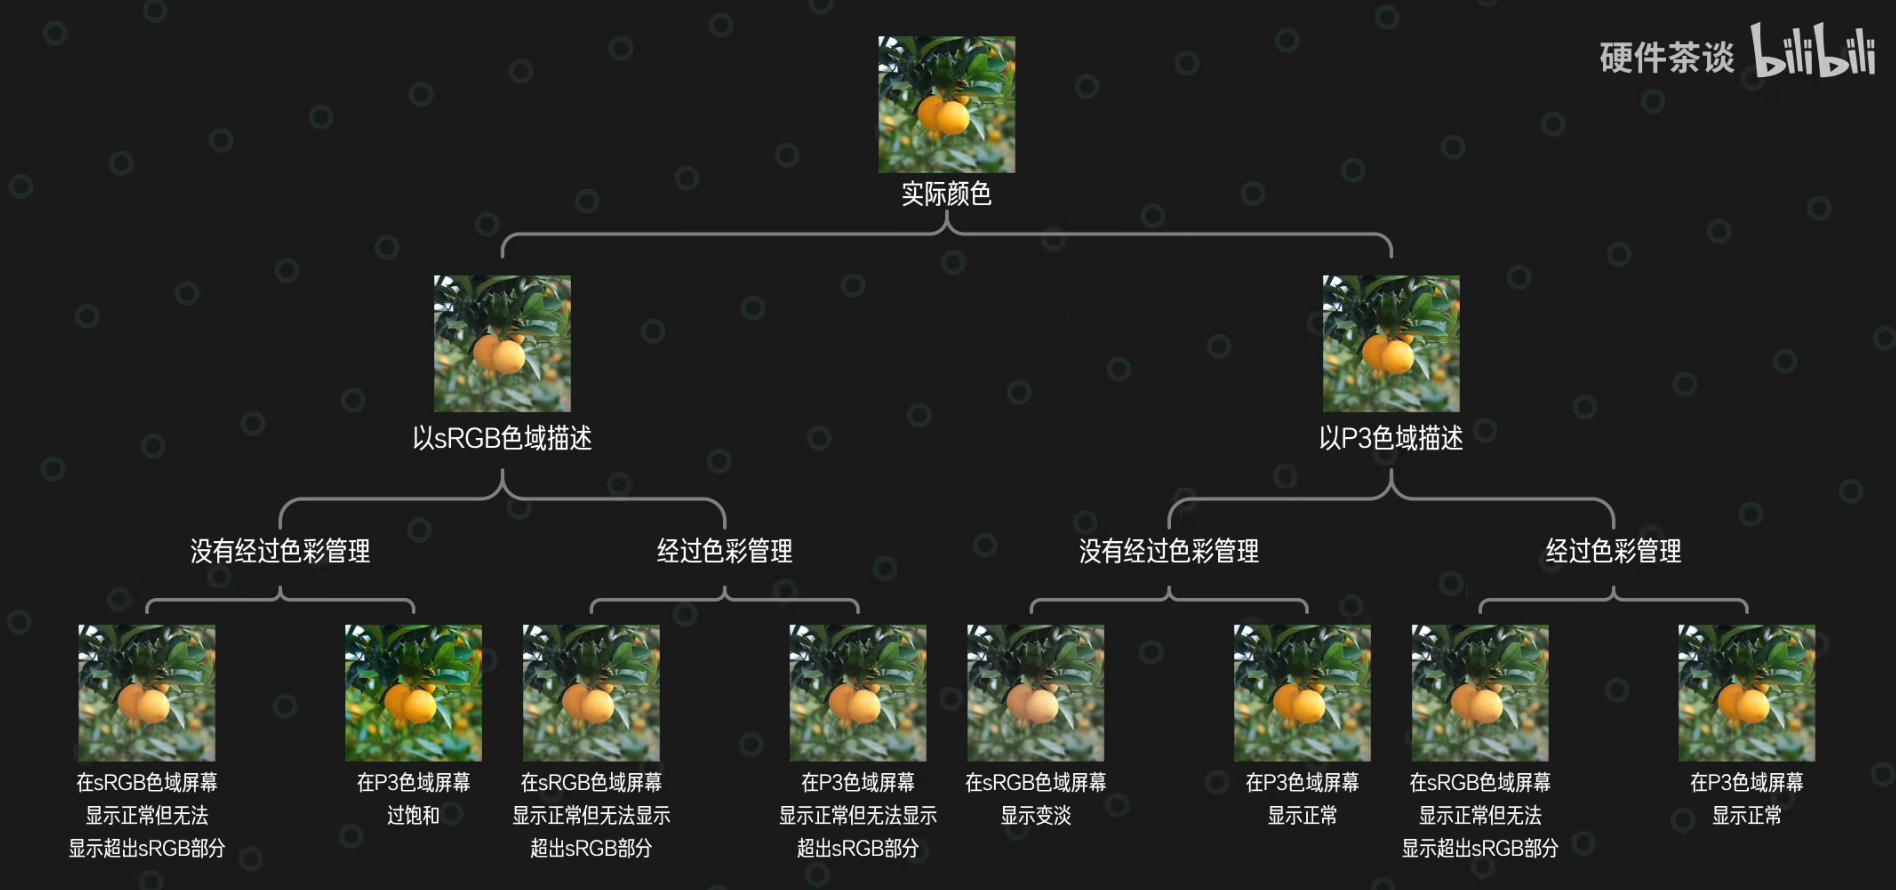 硬件茶谈 bilibili
实际颜色
以sRGB色域描述
以P3色域描述
没有经过色彩管理
经过色彩管理
没有经过色彩管理
经过色彩管理
在sRGB色域屏幕
显示正常但无法
显示超出sRGB部分
在P3色域屏幕
过饱和
在sRGB色域屏幕
显示正常但无法显示
超出sRGB部分
在P3色域屏幕
显示正常但无法显示
超出sRGB部分
在sRGB色域屏幕
显示变淡
在P3色域屏幕
显示正常
在sRGB色域屏幕
显示正常但无法
显示超出sRGB部分
在P3色域屏幕
显示正常